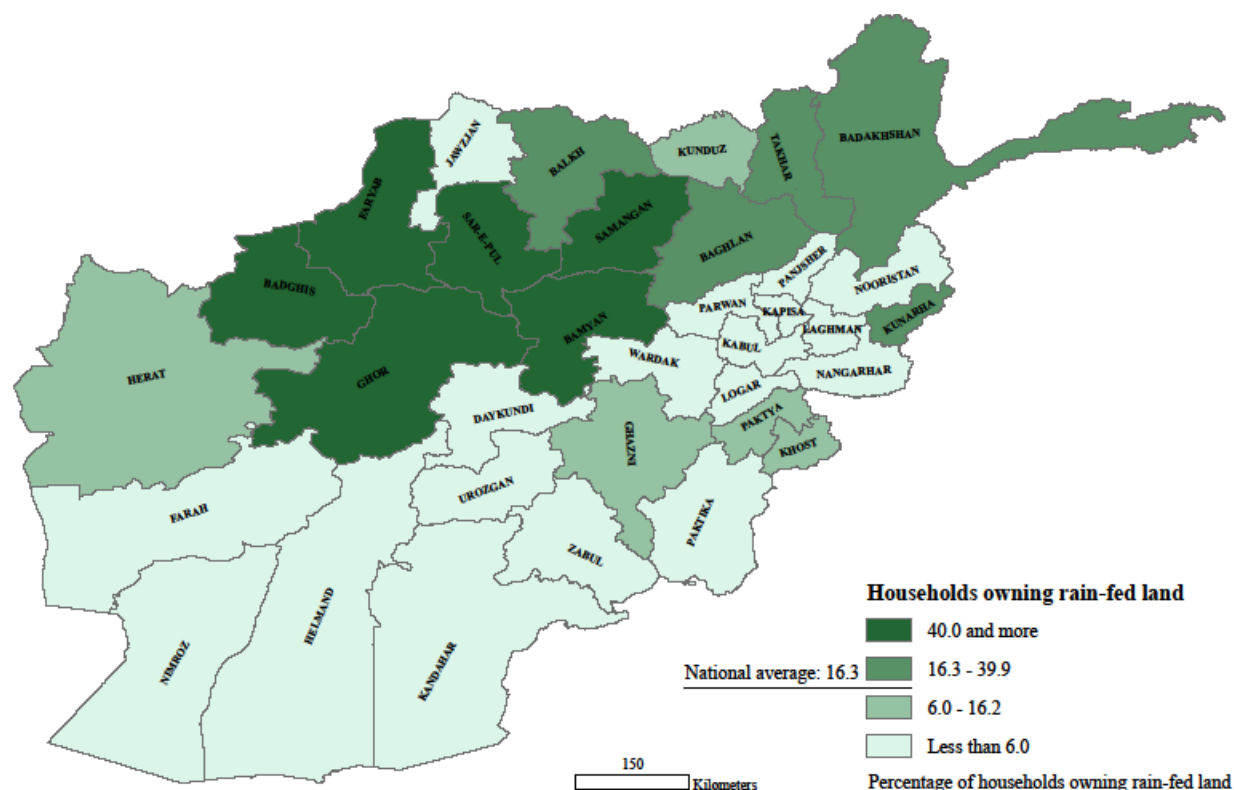 BADAKHSHAN
JAWZJAN
KUNDUZ
TAKHAR
BALKH
FARYAB
SAMANGAN
SAR-E-PUL
BAGHLAN
PANJSHER
NOORISTAN
BADGHIS
PARWAN
KAPISA
KUNARHA
BAMYAN
LAGHMAN
KABUL
WARDAK
HERAT
GHOR
NANGARHAR
LOGAR
DAYKUNDI
PAKTYA
GHAZNI
KHOST
UROZGAN
FARAH
PAKTIKA
ZABUL
HELMAND
NIMROZ
KANDAHAR
Households owning rain-fed land
40.0 and more
16.3 - 39.9
National average: 16.3
6.0 - 16.2
Less than 6.0
150
Kilometers
Percentage of households owning rain-fed land